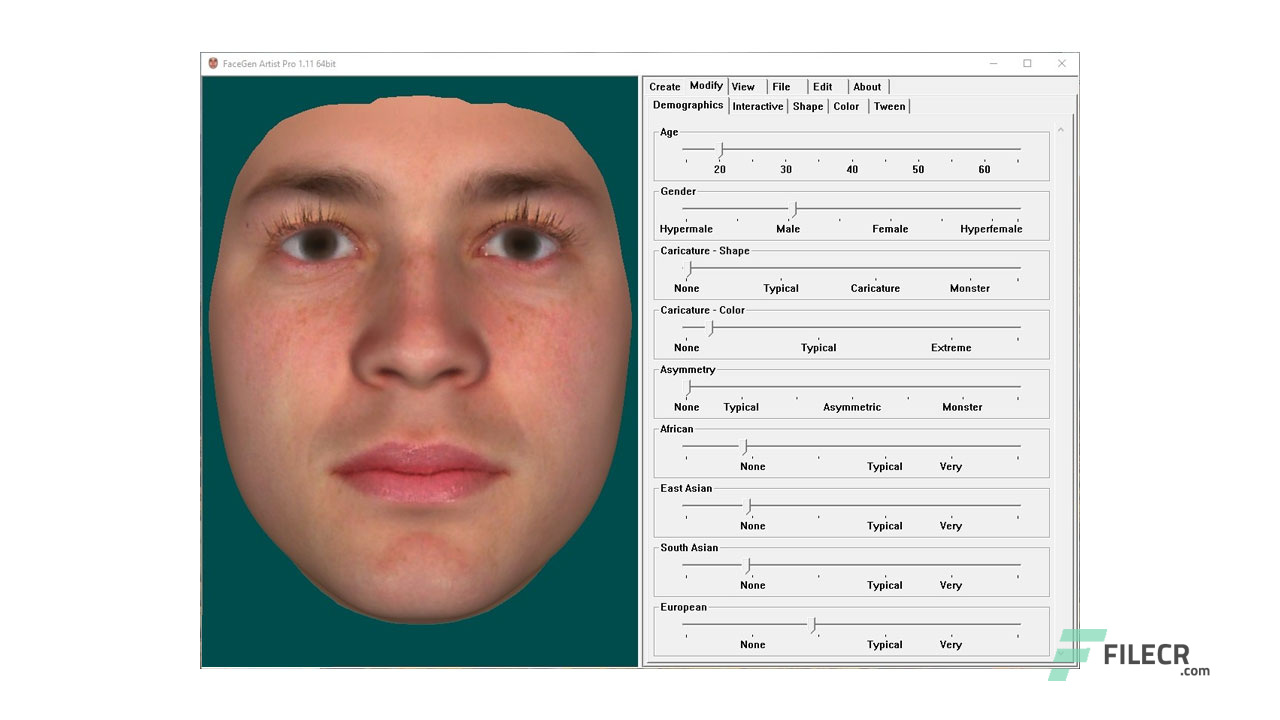 FaceGen Artist Pro 1.11 64bit
Create Modify View File Edit About
Demographics Interactive Shape Color Tween
Age
20 30 40 50 60
Gender
Hypermale Male Female Hyperfemale
Caricature - Shape
None Typical Caricature Monster
Caricature - Color
None Typical Extreme
Asymmetry
None Typical Asymmetric Monster
African
None Typical Very
East Asian
None Typical Very
South Asian
None Typical Very
European
None Typical Very
FILECR
.com